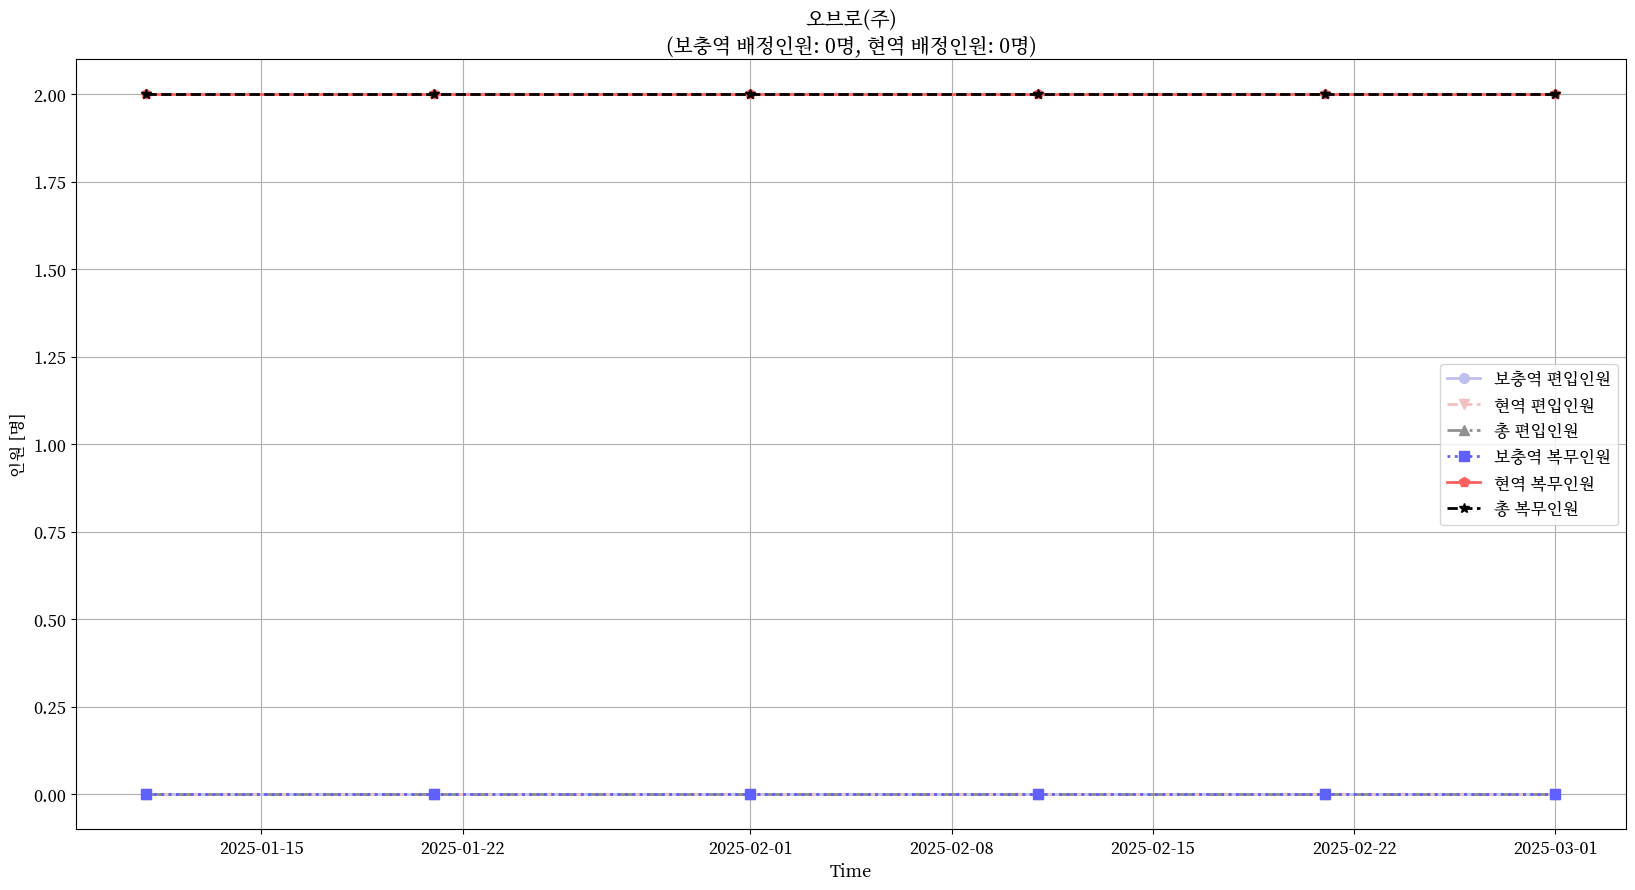 오브로(주)
(보충역 배정인원: 0명, 현역 배정인원: 0명)
인원 [명]
2.00
1.75
1.50
1.25
1.00
0.75
0.50
0.25
0.00
보충역 편입인원
현역 편입인원
총 편입인원
보충역 복무인원
현역 복무인원
총 복무인원
2025-01-15
2025-01-22
2025-02-01
2025-02-08
2025-02-15
2025-02-22
2025-03-01
Time